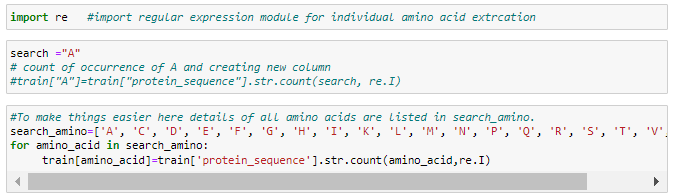 import re   #import regular expression module for individual amino acid extrcation
search ="A"
# count of occurrence of A and creating new column
#train["A"]=train["protein_sequence"].str.count(search, re.I)
#To make things easier here details of all amino acids are listed in search_amino.
search_amino=['A', 'C', 'D', 'E', 'F', 'G', 'H', 'I', 'K', 'L', 'M', 'N', 'P', 'Q', 'R', 'S', 'T', 'V'
for amino_acid in search_amino:
     train[amino_acid]=train['protein_sequence'].str.count(amino_acid,re.I)